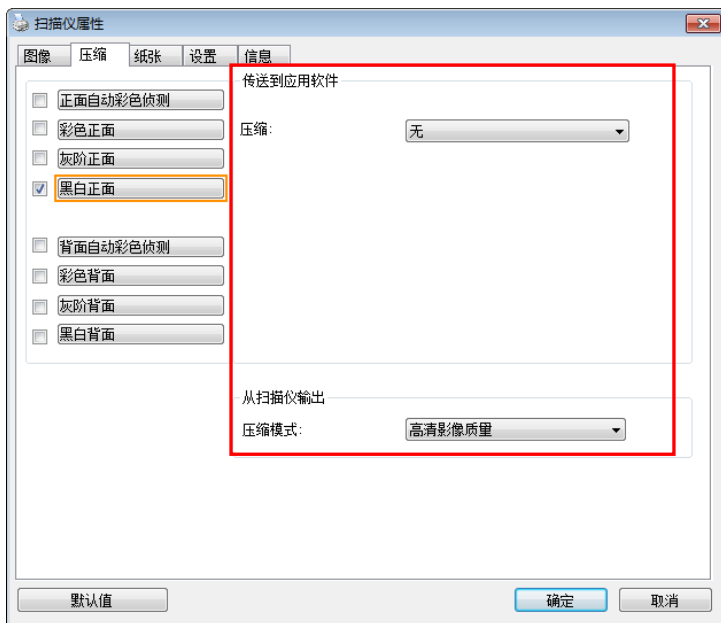 扫描仪属性
图像 压缩 纸张 设置 信息
传送到应用软件
正面自动彩色侦测
彩色正面
压缩: 无
灰阶正面
黑白正面
背面自动彩色侦测
彩色背面
灰阶背面
黑白背面
从扫描仪输出
压缩模式: 高清影像质量
默认值 确定 取消